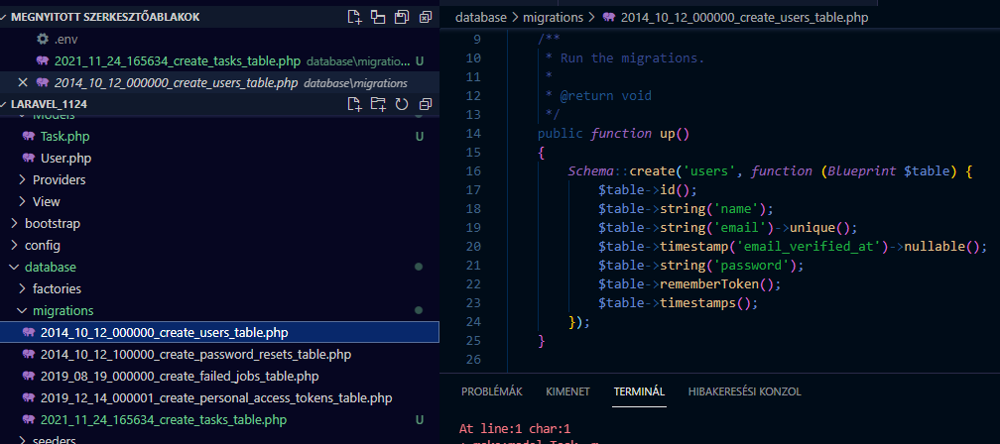 MEGNYITOTT SZERKESZTŐABLAKOK
.env
2021_11_24_165634_create_tasks_table.php database\migratio... U
2014_10_12_000000_create_users_table.php database\migrations
LARAVEL_1124
Models
Task.php U
User.php
Providers
View
bootstrap
config
database
factories
migrations
2014_10_12_000000_create_users_table.php
2014_10_12_100000_create_password_resets_table.php
2019_08_19_000000_create_failed_jobs_table.php
2019_12_14_000001_create_personal_access_tokens_table.php
2021_11_24_165634_create_tasks_table.php U
seeders
database > migrations > 2014_10_12_000000_create_users_table.php
9 /**
10 * Run the migrations.
11 *
12 * @return void
13 */
14 public function up()
15 {
16 Schema::create('users', function (Blueprint $table) {
17 $table->id();
18 $table->string('name');
19 $table->string('email')->unique();
20 $table->timestamp('email_verified_at')->nullable();
21 $table->string('password');
22 $table->rememberToken();
23 $table->timestamps();
24 });
25 }
26
PROBLÉMÁK KIMENET TERMINÁL HIBAKERESÉSI KONZOL
At line:1 char:1
+ make:model Task -m